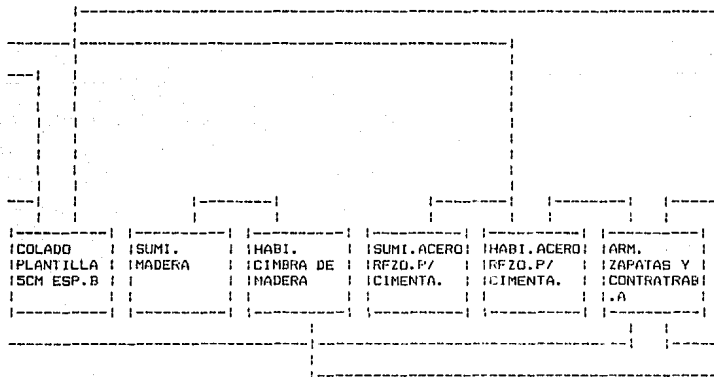 COLADO
PLANTILLA
5CM ESP.B
SUMI.
MADERA
HABI.
CIMBRA DE
MADERA
SUMI.ACERO
RFZO.P/
CIMENTA.
HABI.ACERO
RFZO.P/
CIMENTA.
ARM.
ZAPATAS Y
CONTRATRAB
.A